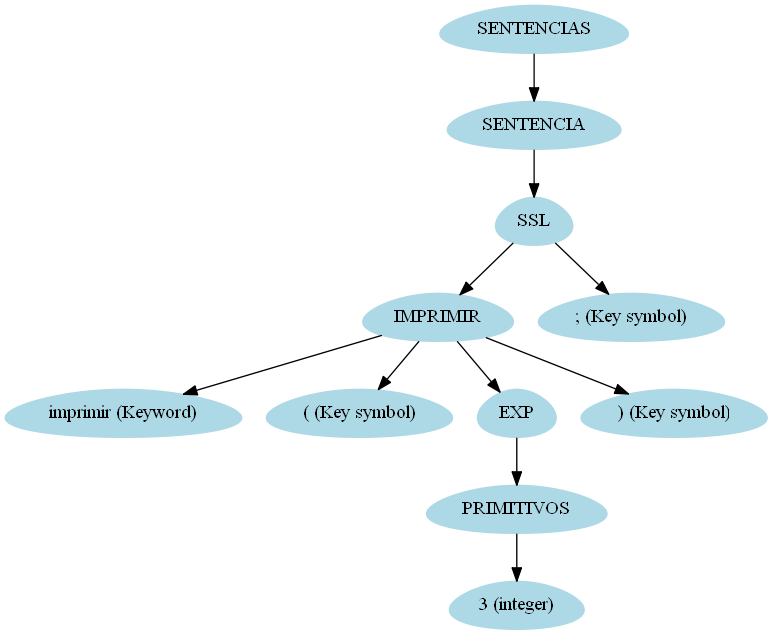 SENTENCIAS
SENTENCIA
SSL
IMPRIMIR
; (Key symbol)
imprimir (Keyword)
( (Key symbol)
EXP
) (Key symbol)
PRIMITIVOS
3 (integer)